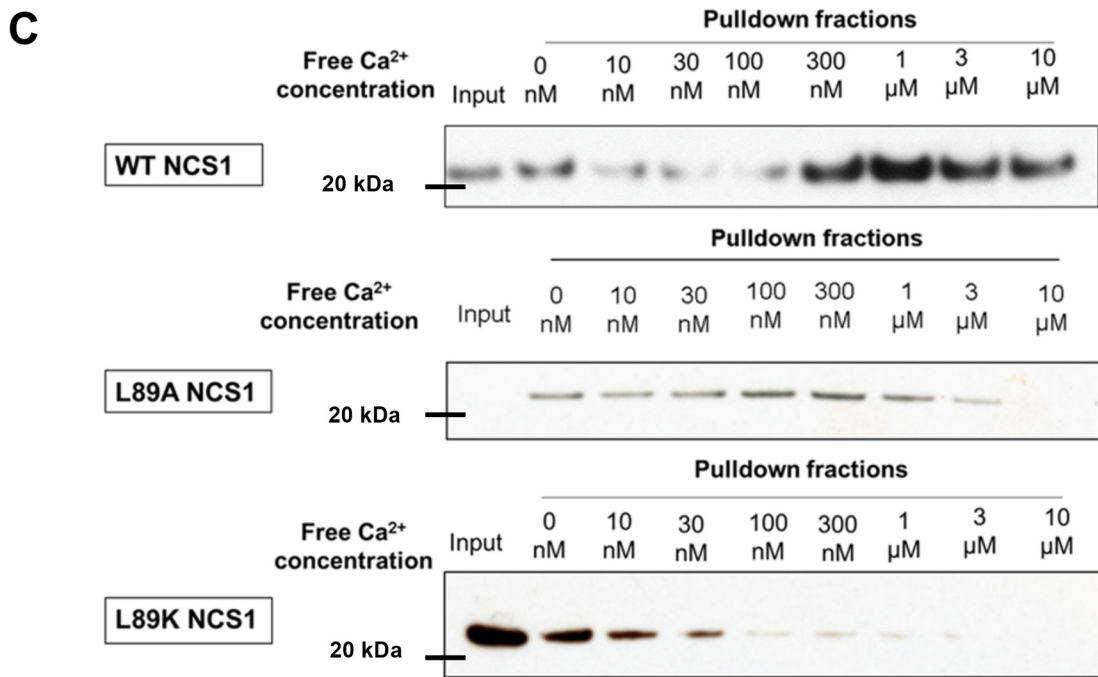 C
Pulldown fractions
Free Ca²⁺ concentration Input 0 nM 10 nM 30 nM 100 nM 300 nM 1 µM 3 µM 10 µM
WT NCS1
20 kDa
Pulldown fractions
Free Ca²⁺ concentration Input 0 nM 10 nM 30 nM 100 nM 300 nM 1 µM 3 µM 10 µM
L89A NCS1
20 kDa
Pulldown fractions
Free Ca²⁺ concentration Input 0 nM 10 nM 30 nM 100 nM 300 nM 1 µM 3 µM 10 µM
L89K NCS1
20 kDa